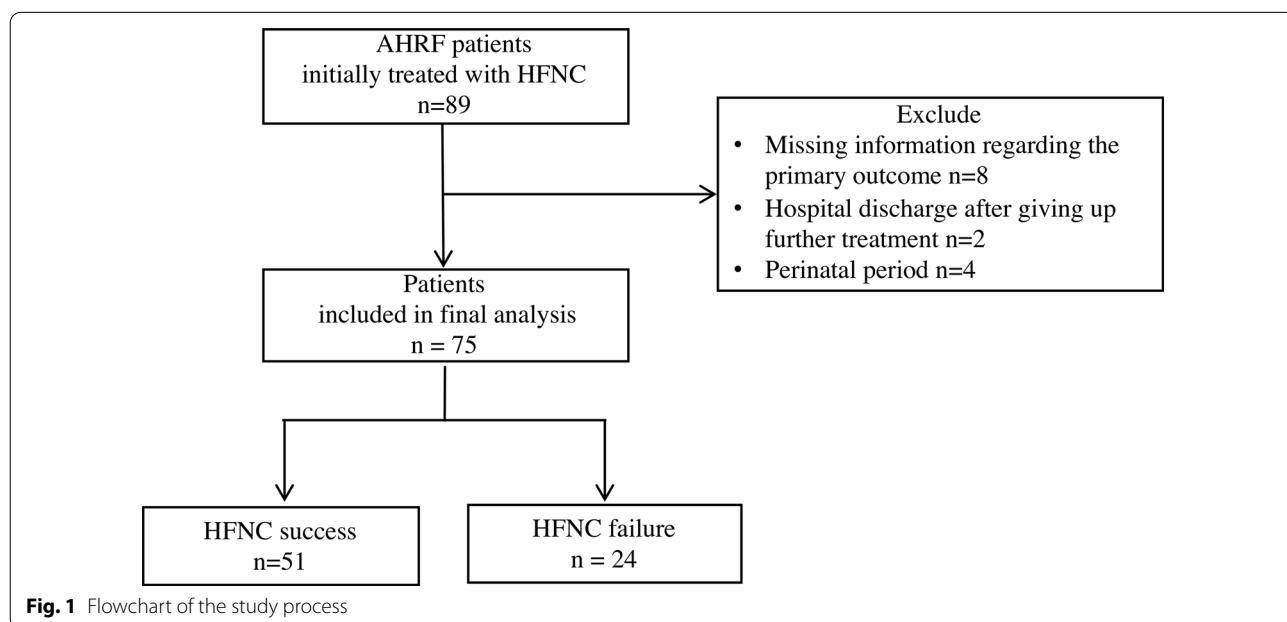 AHRF patients
initially treated with HFNC
n=89
Exclude
• Missing information regarding the
primary outcome n=8
• Hospital discharge after giving up
further treatment n=2
• Perinatal period n=4
Patients
included in final analysis
n = 75
HFNC success
n=51
HFNC failure
n = 24
Fig. 1 Flowchart of the study process